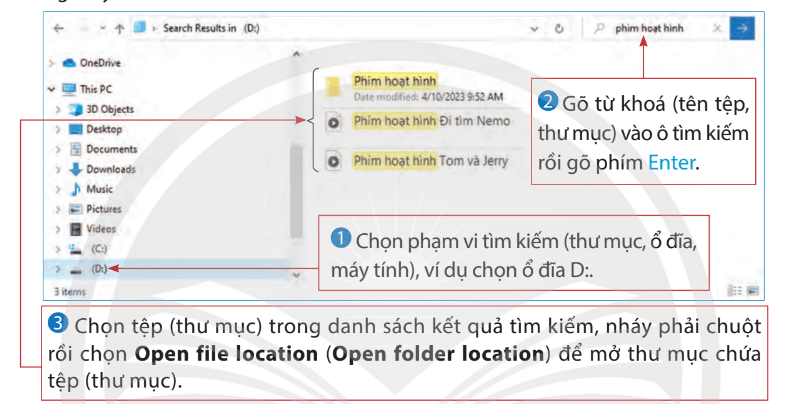 Search Results in (D:)
phim hoạt hình
OneDrive
This PC
3D Objects
Desktop
Documents
Downloads
Music
Pictures
Videos
(C:)
(D:)
3 items
Phim hoạt hình
Date modified: 4/10/2023 9:52 AM
Phim hoạt hình Đi tìm Nemo
Phim hoạt hình Tom và Jerry
2 Gõ từ khoá (tên tệp,
thư mục) vào ô tìm kiếm
rồi gõ phím Enter.
1 Chọn phạm vi tìm kiếm (thư mục, ổ đĩa,
máy tính), ví dụ chọn ổ đĩa D:.
3 Chọn tệp (thư mục) trong danh sách kết quả tìm kiếm, nháy phải chuột
rồi chọn Open file location (Open folder location) để mở thư mục chứa
tệp (thư mục).